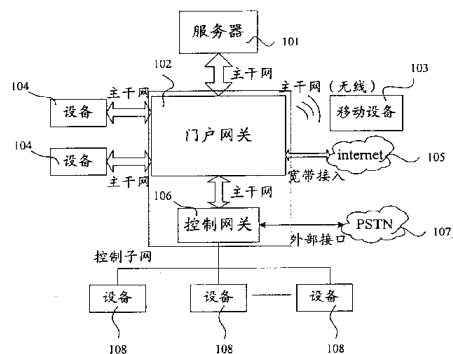 服务器
101
主干网
102
主干网（无线）
103
104
主干网
设备
门户网关
移动设备
104
设备
主干网
internet
105
宽带接入
主干网
106
控制网关
PSTN
107
外部接口
控制子网
设备
设备
设备
108
108
108